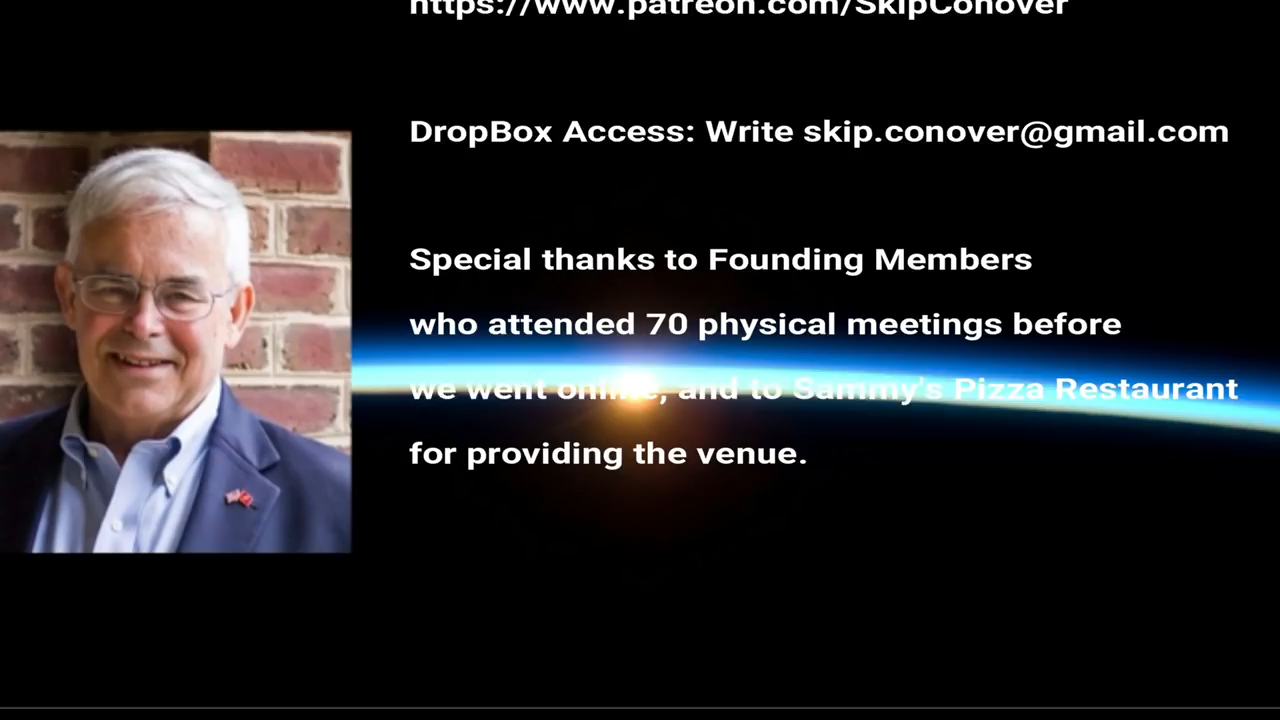 https://www.patreon.com/SkipConover
DropBox Access: Write skip.conover@gmail.com
Special thanks to Founding Members
who attended 70 physical meetings before
we went online, and to Sammy's Pizza Restaurant
for providing the venue.